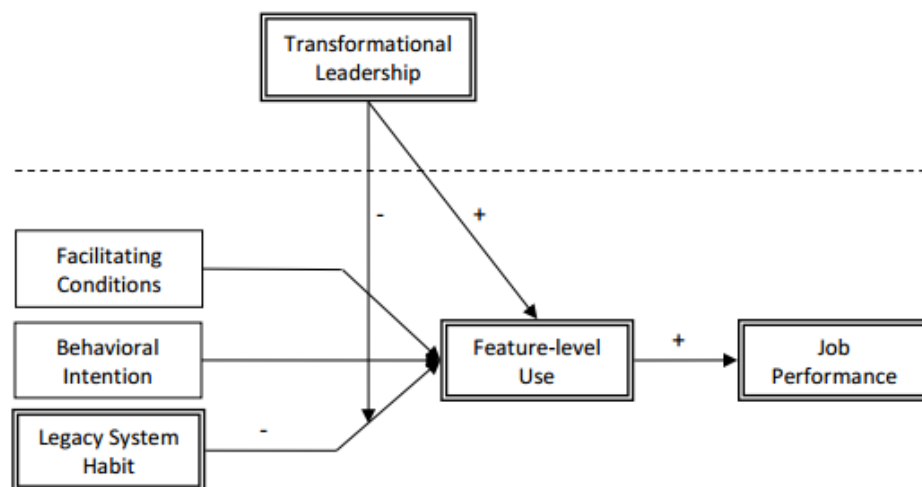 Transformational
Leadership
-
+
Facilitating
Conditions
Behavioral
Intention
Legacy System
Habit
-
Feature-level
Use
+
Job
Performance